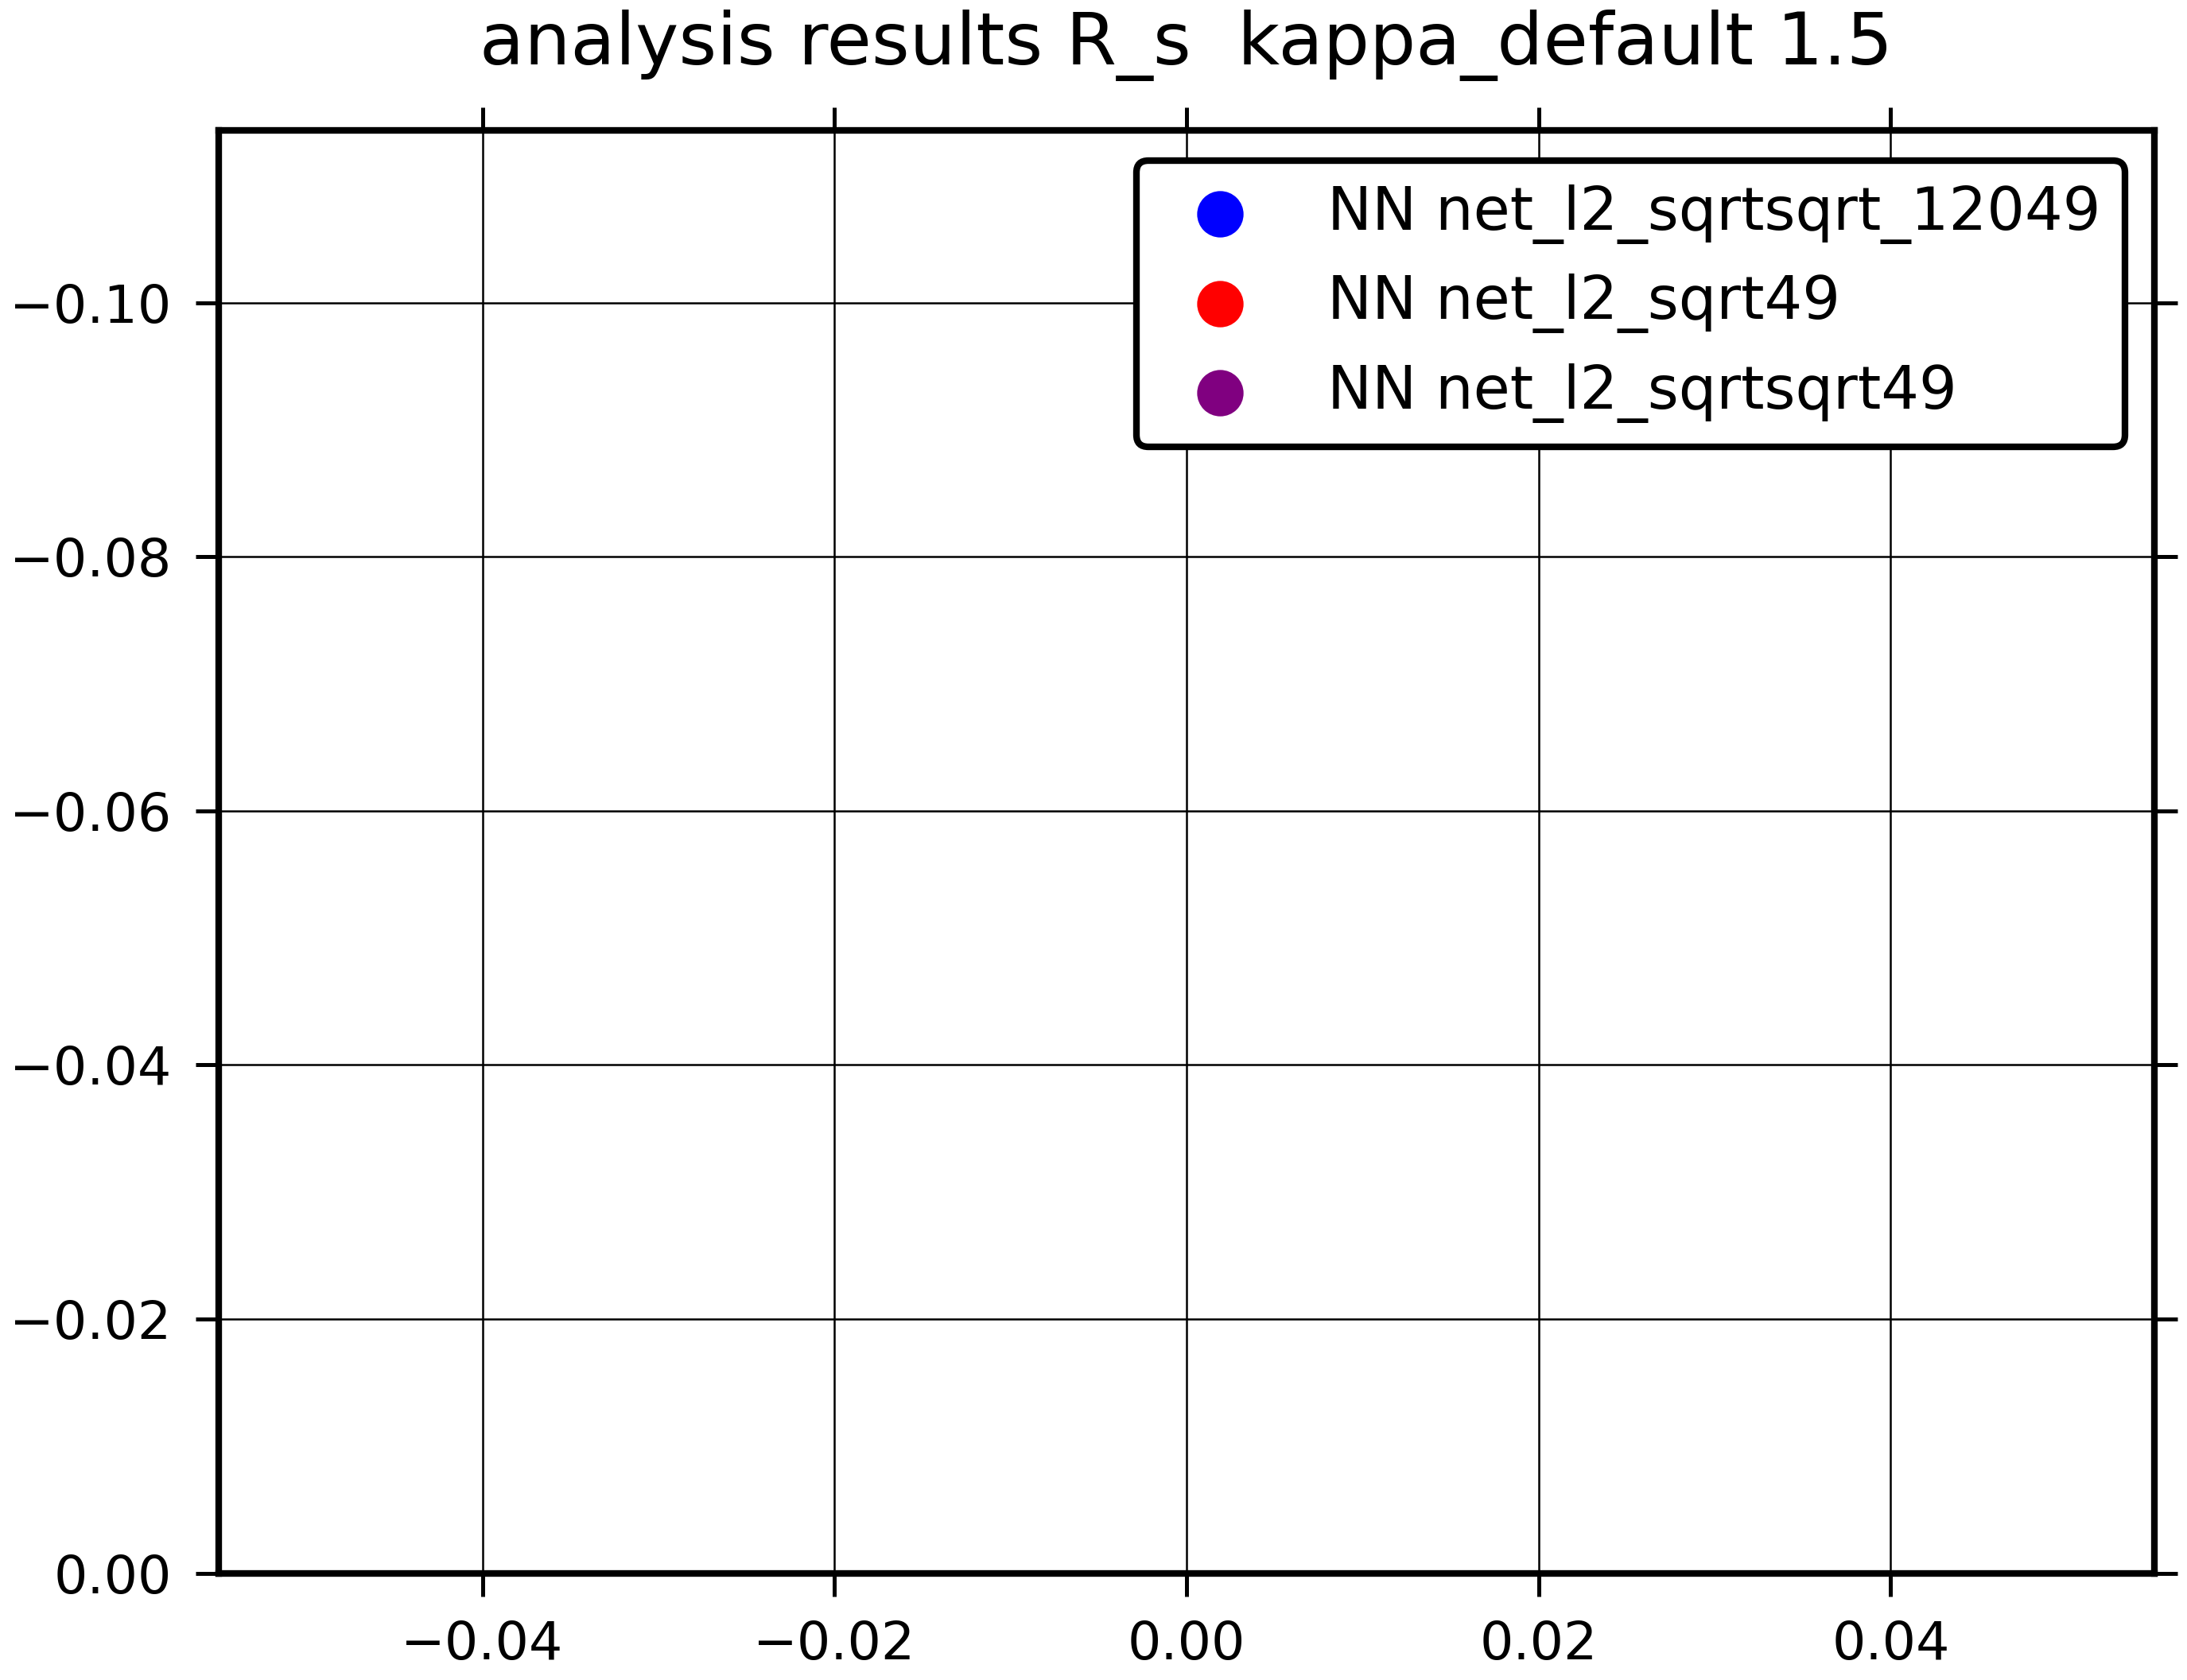 analysis results R_s  kappa_default 1.5
NN net_l2_sqrtsqrt_12049
NN net_l2_sqrt49
NN net_l2_sqrtsqrt49
−0.10
−0.08
−0.06
−0.04
−0.02
0.00
−0.04 −0.02 0.00 0.02 0.04